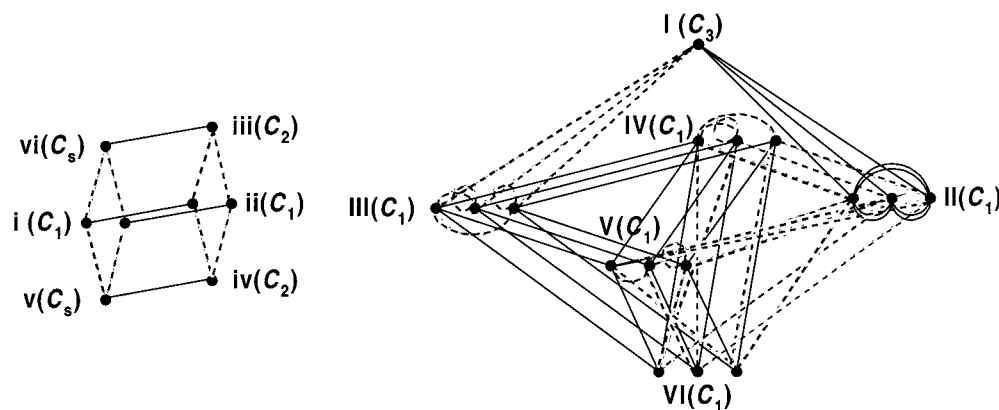 I (C₃)
iii(C₂)
vi(Cₛ)
IV(C₁)
III(C₁)
ii(C₁)
II(C₁)
i (C₁)
V(C₁)
v(Cₛ)
iv(C₂)
VI(C₁)